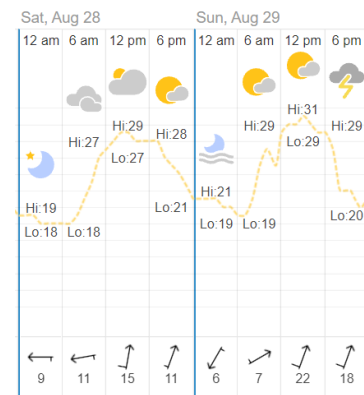 Sat, Aug 28 Sun, Aug 29
12 am 6 am 12 pm 6 pm 12 am 6 am 12 pm 6 pm
Hi:31
Hi:29 Hi:29 Hi:29
Hi:27 Hi:28
Lo:29
Lo:27
Hi:21
Hi:19 Lo:21
Lo:20
Lo:18 Lo:18 Lo:19 Lo:19
9 11 15 11 6 7 22 18